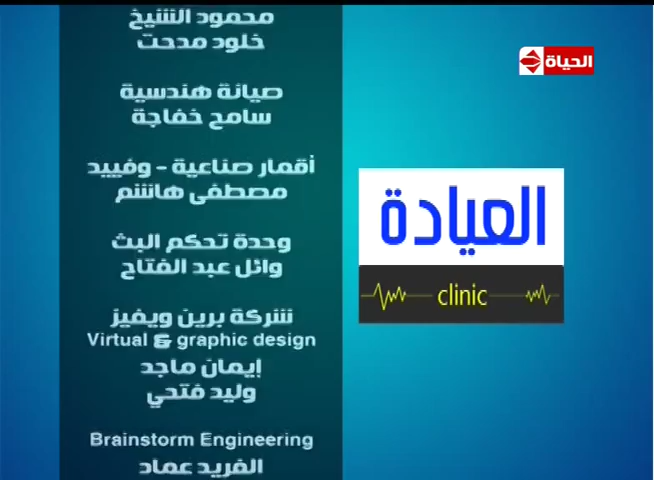 محمود الشيخ
خلود مدحت
الحياة
صيانة هندسية
سامح خفاجة
أقمار صناعية - وفييد
مصطفى هاشم
وحدة تحكم البث
وائل عبد الفتاح
العيادة
clinic
شركة برين ويفيز
Virtual & graphic design
إيمان ماجد
وليد فتحي
Brainstorm Engineering
الفريد عماد